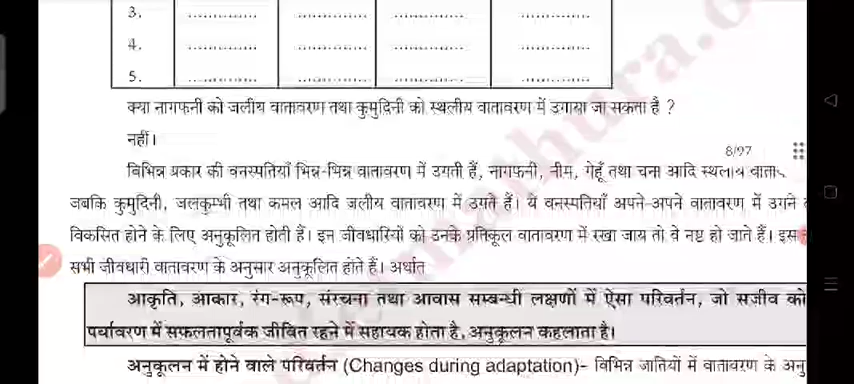 3. .............. .............. .............. ..............
4. .............. .............. .............. ..............
5. .............. .............. .............. ..............
क्या नागफनी को जलीय वातावरण तथा कुमुदिनी को स्थलीय वातावरण में उगाया जा सकता है ?
नहीं।
8/97
विभिन्न प्रकार की वनस्पतियाँ भिन्न-भिन्न वातावरण में उगती हैं, नागफनी, नीम, गेहूँ तथा चना आदि स्थलीय
जबकि कुमुदिनी, जलकुम्भी तथा कमल आदि जलीय वातावरण में उगते हैं। ये वनस्पतियाँ अपने-अपने वातावरण में उगने
विकसित होने के लिए अनुकूलित होती हैं। इन जीवधारियों को उनके प्रतिकूल वातावरण में रखा जाय तो वे नष्ट हो जाते हैं। इस
सभी जीवधारी वातावरण के अनुसार अनुकूलित होते हैं। अर्थात
आकृति, आकार, रंग-रूप, संरचना तथा आवास सम्बन्धी लक्षणों में ऐसा परिवर्तन, जो सजीव को
पर्यावरण में सफलतापूर्वक जीवित रहने में सहायक होता है, अनुकूलन कहलाता है।
अनुकूलन में होने वाले परिवर्तन (Changes during adaptation)- विभिन्न जातियों में वातावरण के